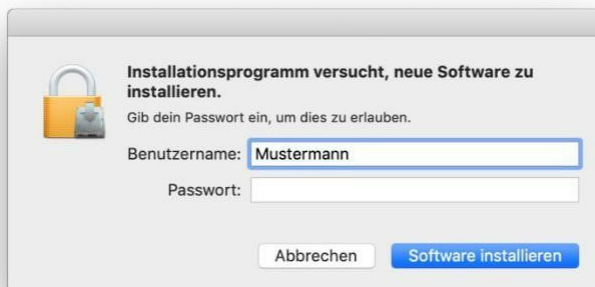 Installationsprogramm versucht, neue Software zu
installieren.
Gib dein Passwort ein, um dies zu erlauben.
Benutzername: Mustermann
Passwort:
Abbrechen Software installieren